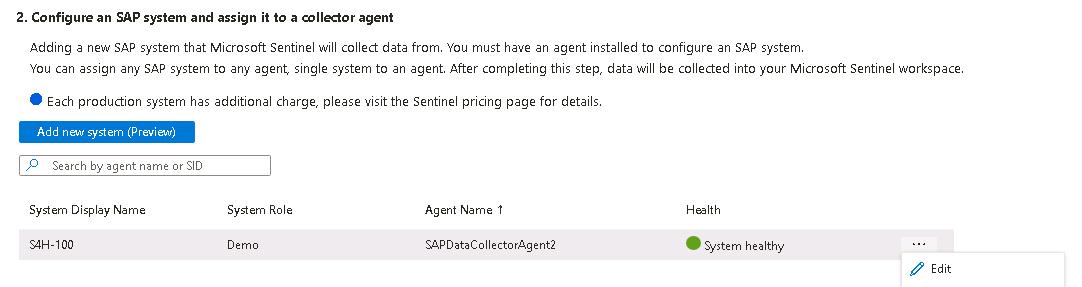 2. Configure an SAP system and assign it to a collector agent
Adding a new SAP system that Microsoft Sentinel will collect data from. You must have an agent installed to configure an SAP system.
You can assign any SAP system to any agent, single system to an agent. After completing this step, data will be collected into your Microsoft Sentinel workspace.
Each production system has additional charge, please visit the Sentinel pricing page for details.
Add new system (Preview)
Search by agent name or SID
System Display Name System Role Agent Name ↑ Health
S4H-100 Demo SAPDataCollectorAgent2 System healthy ...
Edit